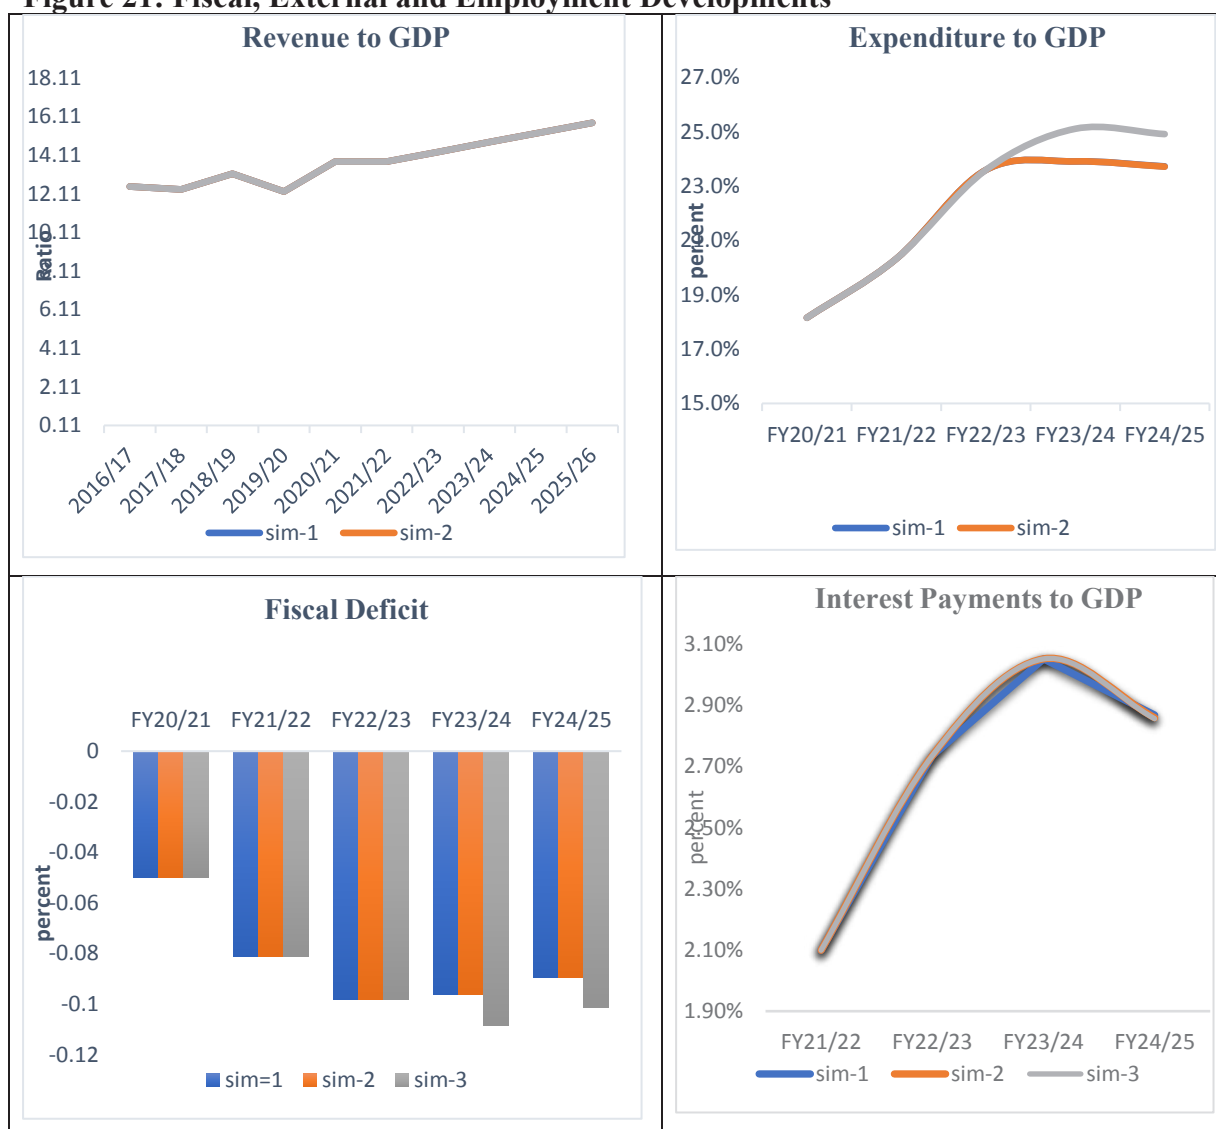 Figure 21: Fiscal, External and Employment Developments
Revenue to GDP
18.11
16.11
14.11
12.11
10.11
8.11
6.11
4.11
2.11
0.11
Ratio
2016/17 2017/18 2018/19 2019/20 2020/21 2021/22 2022/23 2023/24 2024/25 2025/26
sim-1 sim-2
Expenditure to GDP
27.0%
25.0%
23.0%
21.0%
19.0%
17.0%
15.0%
percent
FY20/21 FY21/22 FY22/23 FY23/24 FY24/25
sim-1 sim-2
Fiscal Deficit
FY20/21 FY21/22 FY22/23 FY23/24 FY24/25
0
-0.02
-0.04
-0.06
-0.08
-0.1
-0.12
percent
sim=1 sim-2 sim-3
Interest Payments to GDP
3.10%
2.90%
2.70%
2.50%
2.30%
2.10%
1.90%
percent
FY21/22 FY22/23 FY23/24 FY24/25
sim-1 sim-2 sim-3